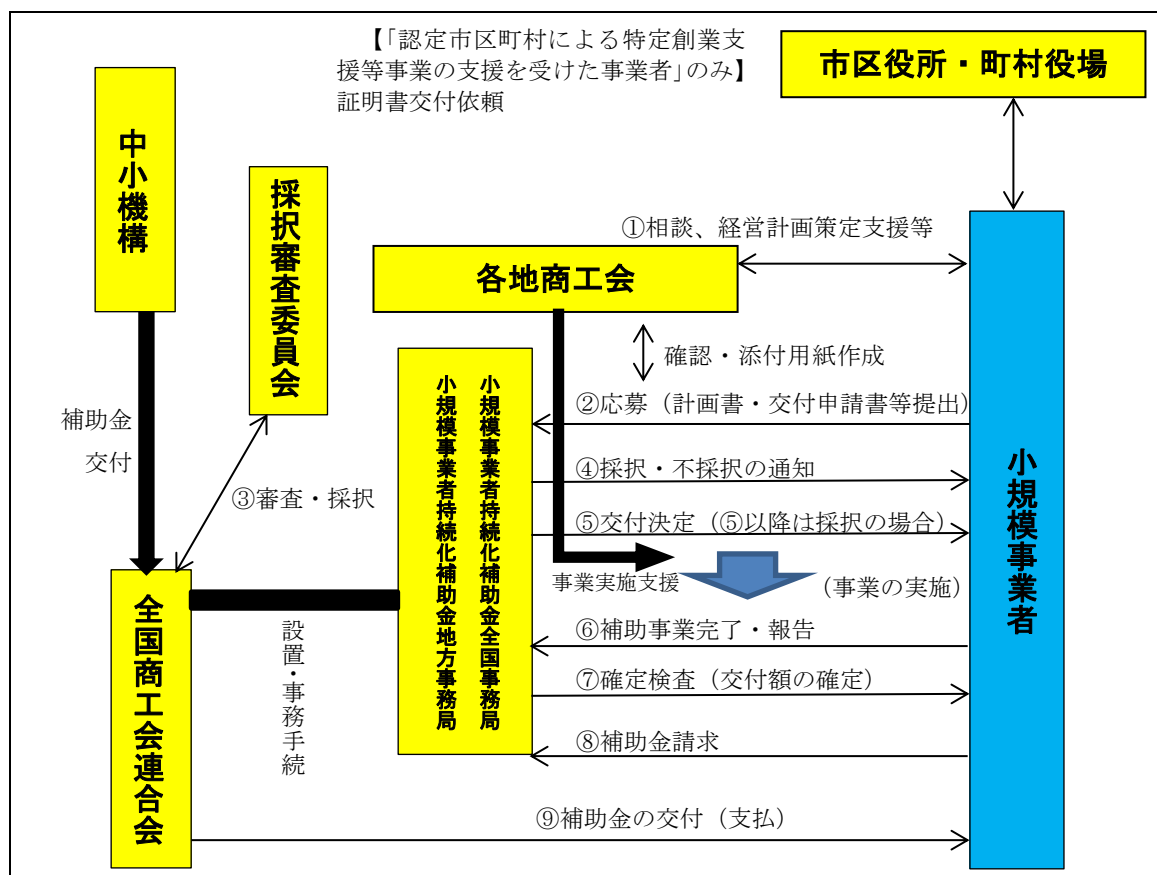 【「認定市区町村による特定創業支
援等事業の支援を受けた事業者」のみ】
証明書交付依頼
市区役所・町村役場
中小機構
採択審査委員会
①相談、経営計画策定支援等
各地商工会
確認・添付用紙作成
補助金
交付
③審査・採択
小規模事業者持続化補助金全国事務局
小規模事業者持続化補助金地方事務局
②応募（計画書・交付申請書等提出）
④採択・不採択の通知
⑤交付決定（⑤以降は採択の場合）
事業実施支援
（事業の実施）
小規模事業者
全国商工会連合会
設置・事務手続
⑥補助事業完了・報告
⑦確定検査（交付額の確定）
⑧補助金請求
⑨補助金の交付（支払）